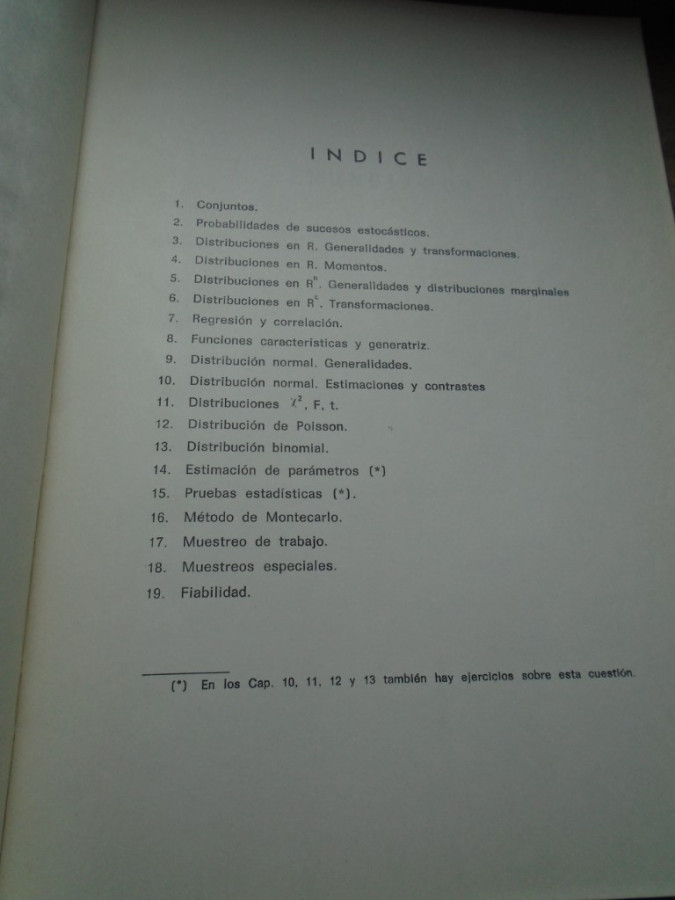 INDICE
1. Conjuntos.
2. Probabilidades de sucesos estocásticos.
3. Distribuciones en R. Generalidades y transformaciones.
4. Distribuciones en R. Momentos.
5. Distribuciones en Rᵏ. Generalidades y distribuciones marginales
6. Distribuciones en Rᵏ. Transformaciones.
7. Regresión y correlación.
8. Funciones características y generatriz.
9. Distribución normal. Generalidades.
10. Distribución normal. Estimaciones y contrastes
11. Distribuciones χ², F, t.
12. Distribución de Poisson.
13. Distribución binomial.
14. Estimación de parámetros (*)
15. Pruebas estadísticas (*).
16. Método de Montecarlo.
17. Muestreo de trabajo.
18. Muestreos especiales.
19. Fiabilidad.
(*) En los Cap. 10, 11, 12 y 13 también hay ejercicios sobre esta cuestión.